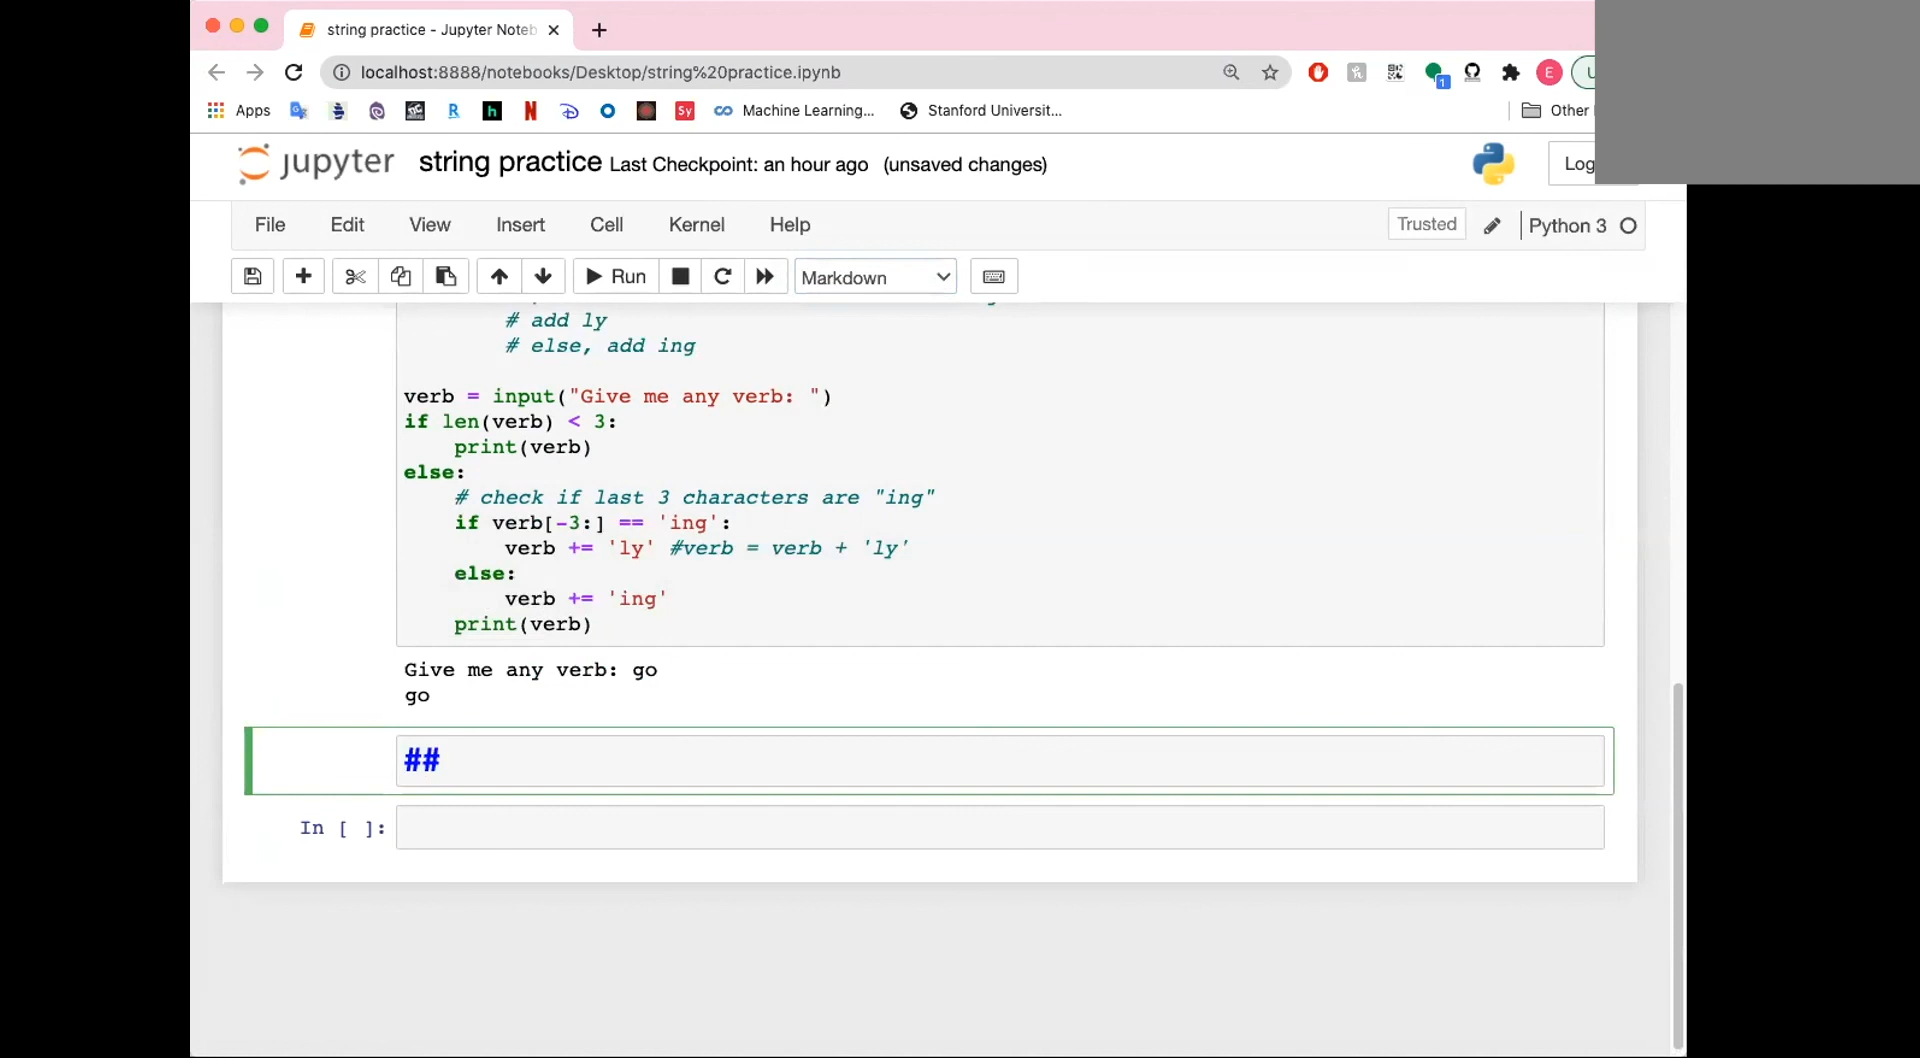 string practice - Jupyter Noteb
localhost:8888/notebooks/Desktop/string%20practice.ipynb
E
Apps
R
h
N
Sy
Machine Learning...
Stanford Universit...
Other
jupyter string practice Last Checkpoint: an hour ago (unsaved changes)
Log
File Edit View Insert Cell Kernel Help
Trusted
Python 3
Run
Markdown
# add ly
# else, add ing
verb = input("Give me any verb: ")
if len(verb) < 3:
print(verb)
else:
# check if last 3 characters are "ing"
if verb[-3:] == 'ing':
verb += 'ly' #verb = verb + 'ly'
else:
verb += 'ing'
print(verb)
Give me any verb: go
go
##
In [ ]: